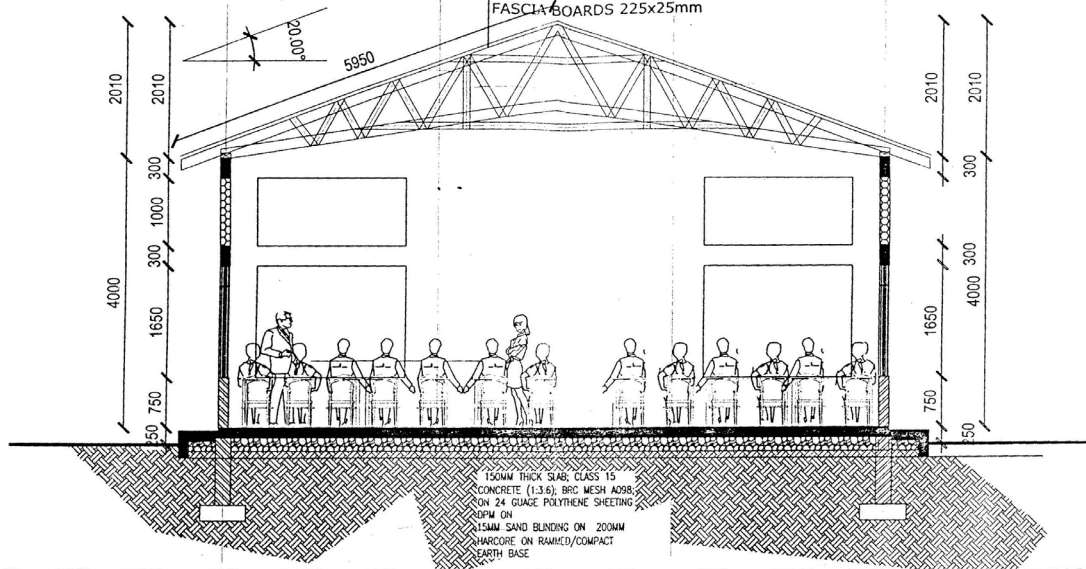 FASCIA BOARDS 225x25mm
20.00°
5950
2010
2010
300
1000
300
4000
1650
750
2010
2010
300
300
4000
1650
750
150MM THICK SLAB; CLASS 15
CONCRETE (1:3.6); BRC MESH A098;
ON 24 GUAGE POLYTHENE SHEETING
DPM ON
15MM SAND BLINDING ON 200MM
HARCORE ON RAMMED/COMPACT
EARTH BASE